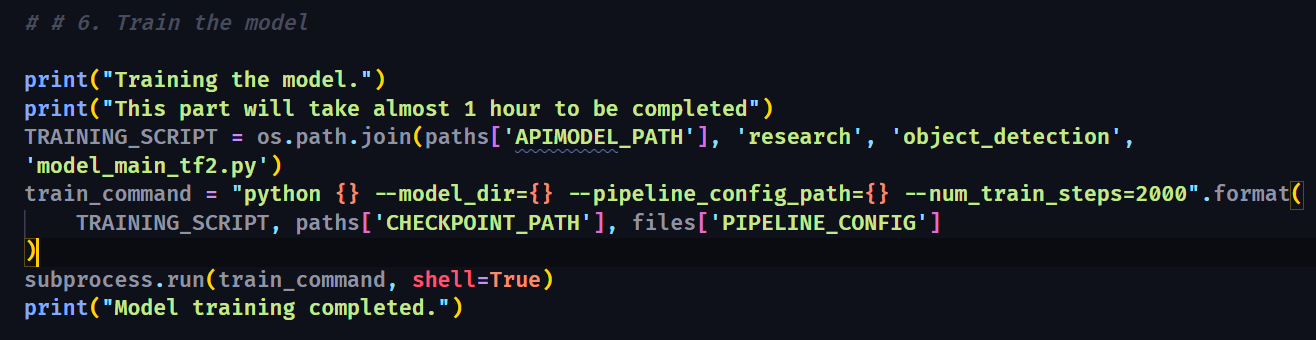 # # 6. Train the model
print("Training the model.")
print("This part will take almost 1 hour to be completed")
TRAINING_SCRIPT = os.path.join(paths['APIMODEL_PATH'], 'research', 'object_detection',
'model_main_tf2.py')
train_command = "python {} --model_dir={} --pipeline_config_path={} --num_train_steps=2000".format(
    TRAINING_SCRIPT, paths['CHECKPOINT_PATH'], files['PIPELINE_CONFIG']
)
subprocess.run(train_command, shell=True)
print("Model training completed.")